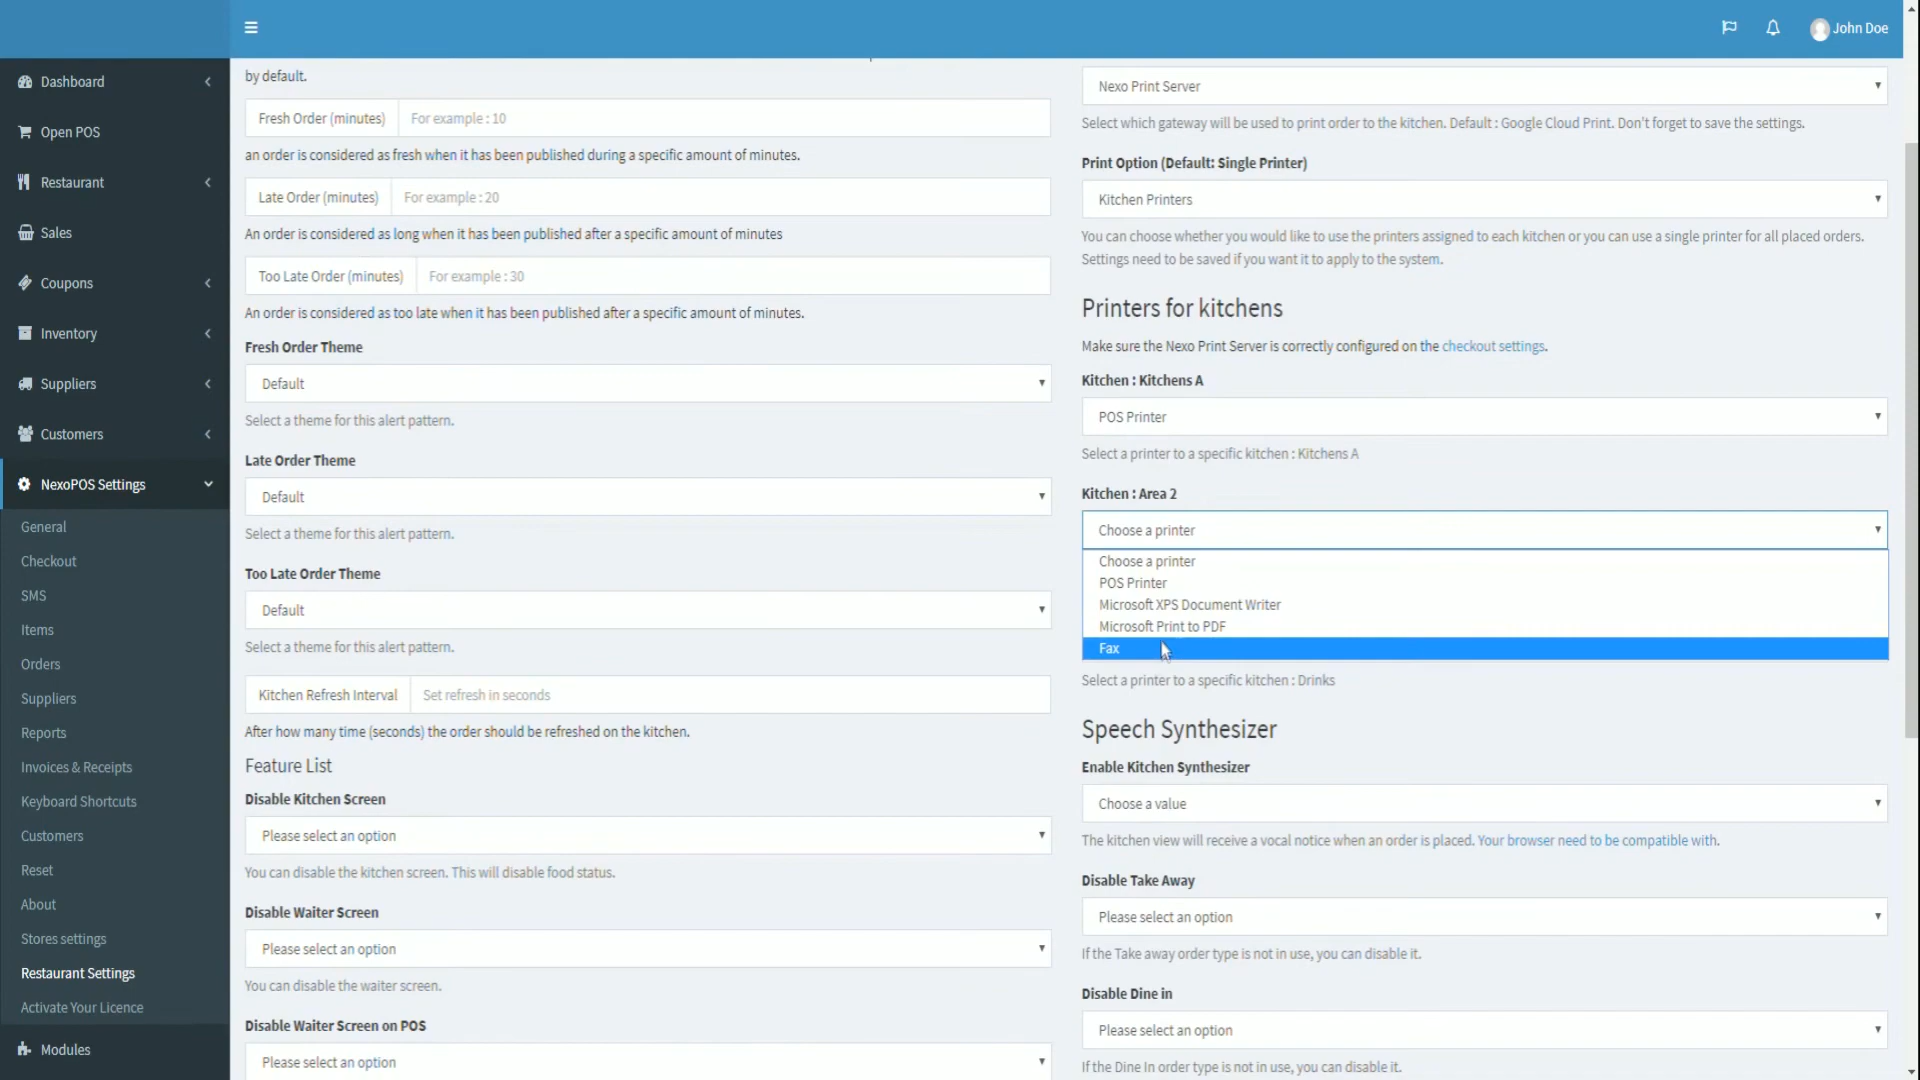 John Doe
Dashboard
Open POS
Restaurant
Sales
Coupons
Inventory
Suppliers
Customers
NexoPOS Settings
General
Checkout
SMS
Items
Orders
Suppliers
Reports
Invoices & Receipts
Keyboard Shortcuts
Customers
Reset
About
Stores settings
Restaurant Settings
Activate Your Licence
Modules
by default.
Fresh Order (minutes) For example : 10
an order is considered as fresh when it has been published during a specific amount of minutes.
Late Order (minutes) For example : 20
An order is considered as long when it has been published after a specific amount of minutes
Too Late Order (minutes) For example : 30
An order is considered as too late when it has been published after a specific amount of minutes.
Fresh Order Theme
Default
Select a theme for this alert pattern.
Late Order Theme
Default
Select a theme for this alert pattern.
Too Late Order Theme
Default
Select a theme for this alert pattern.
Kitchen Refresh Interval Set refresh in seconds
After how many time (seconds) the order should be refreshed on the kitchen.
Feature List
Disable Kitchen Screen
Please select an option
You can disable the kitchen screen. This will disable food status.
Disable Waiter Screen
Please select an option
You can disable the waiter screen.
Disable Waiter Screen on POS
Please select an option
Nexo Print Server
Select which gateway will be used to print order to the kitchen. Default : Google Cloud Print. Don't forget to save the settings.
Print Option (Default: Single Printer)
Kitchen Printers
You can choose whether you would like to use the printers assigned to each kitchen or you can use a single printer for all placed orders.
Settings need to be saved if you want it to apply to the system.
Printers for kitchens
Make sure the Nexo Print Server is correctly configured on the checkout settings.
Kitchen : Kitchens A
POS Printer
Select a printer to a specific kitchen : Kitchens A
Kitchen : Area 2
Choose a printer
Choose a printer
POS Printer
Microsoft XPS Document Writer
Microsoft Print to PDF
Fax
Select a printer to a specific kitchen : Drinks
Speech Synthesizer
Enable Kitchen Synthesizer
Choose a value
The kitchen view will receive a vocal notice when an order is placed. Your browser need to be compatible with.
Disable Take Away
Please select an option
If the Take away order type is not in use, you can disable it.
Disable Dine in
Please select an option
If the Dine In order type is not in use, you can disable it.